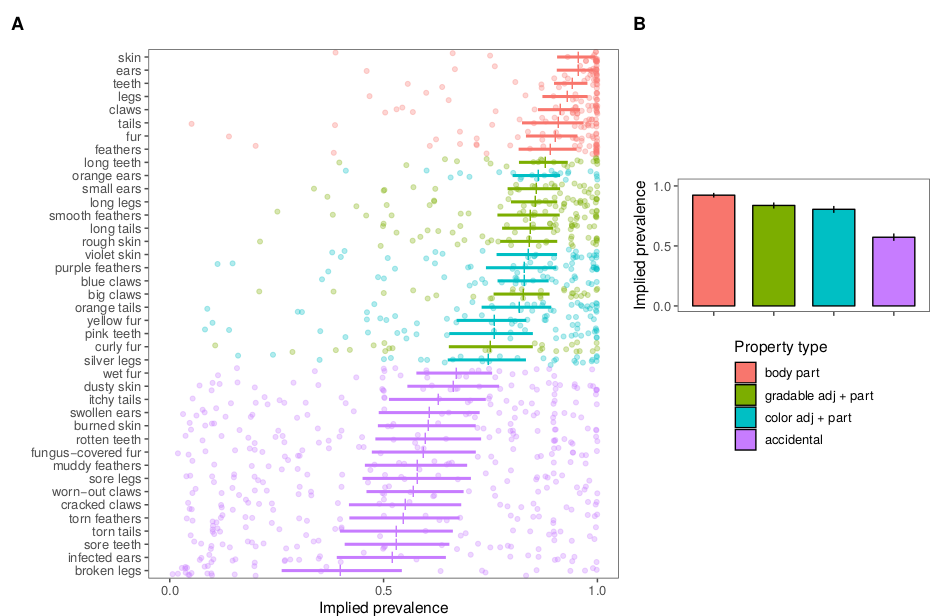 A
B
skin
ears
teeth
legs
claws
tails
fur
feathers
long teeth
orange ears
small ears
long legs
smooth feathers
long tails
rough skin
violet skin
purple feathers
blue claws
big claws
orange tails
yellow fur
pink teeth
curly fur
silver legs
wet fur
dusty skin
itchy tails
swollen ears
burned skin
rotten teeth
fungus−covered fur
muddy feathers
sore legs
worn−out claws
cracked claws
torn feathers
torn tails
sore teeth
infected ears
broken legs
0.0
0.5
1.0
Implied prevalence
1.0
0.5
0.0
Implied prevalence
Property type
body part
gradable adj + part
color adj + part
accidental